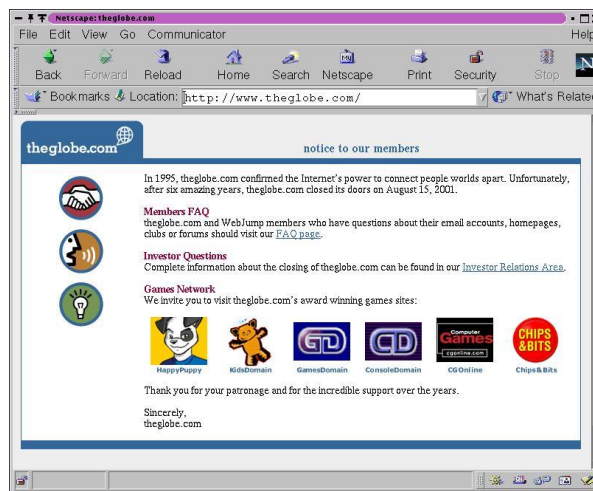 Netscape: theglobe.com
File Edit View Go Communicator Help
Back Forward Reload Home Search Netscape Print Security Stop N
Bookmarks Location: http://www.theglobe.com/ What's Relate
theglobe.com
notice to our members
In 1995, theglobe.com confirmed the Internet's power to connect people worlds apart. Unfortunately,
after six amazing years, theglobe.com closed its doors on August 15, 2001.
Members FAQ
theglobe.com and WebJump members who have questions about their email accounts, homepages,
clubs or forums should visit our FAQ page.
Investor Questions
Complete information about the closing of theglobe.com can be found in our Investor Relations Area.
Games Network
We invite you to visit theglobe.com's award winning games sites:
GD CD Computer Games cgonline.com CHIPS &BITS
HappyPuppy KidsDomain GamesDomain ConsoleDomain CGOnline Chips&Bits
Thank you for your patronage and for the incredible support over the years.
Sincerely,
theglobe.com